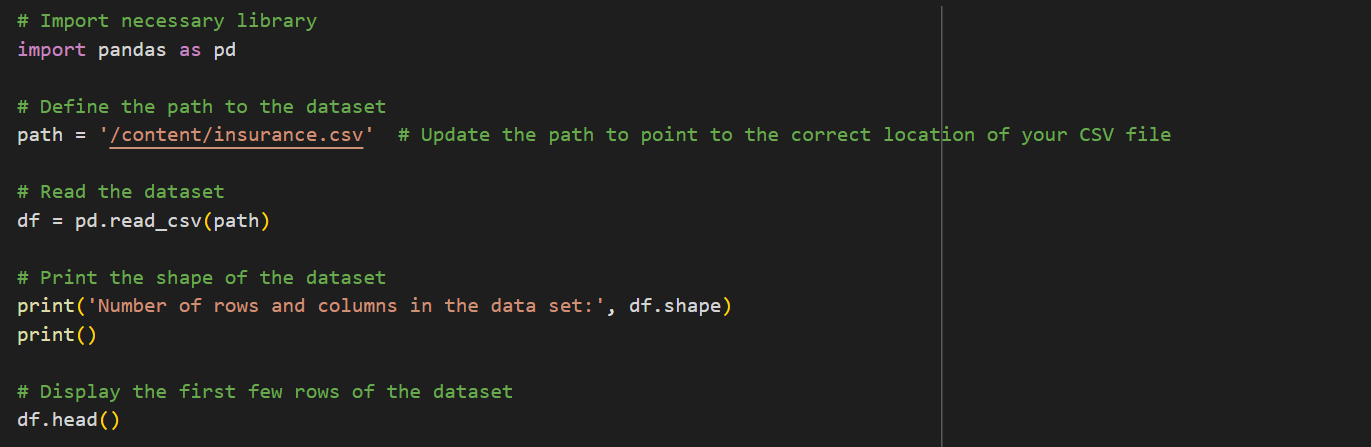 # Import necessary library
import pandas as pd
# Define the path to the dataset
path = '/content/insurance.csv'  # Update the path to point to the correct location of your CSV file
# Read the dataset
df = pd.read_csv(path)
# Print the shape of the dataset
print('Number of rows and columns in the data set:', df.shape)
print()
# Display the first few rows of the dataset
df.head()